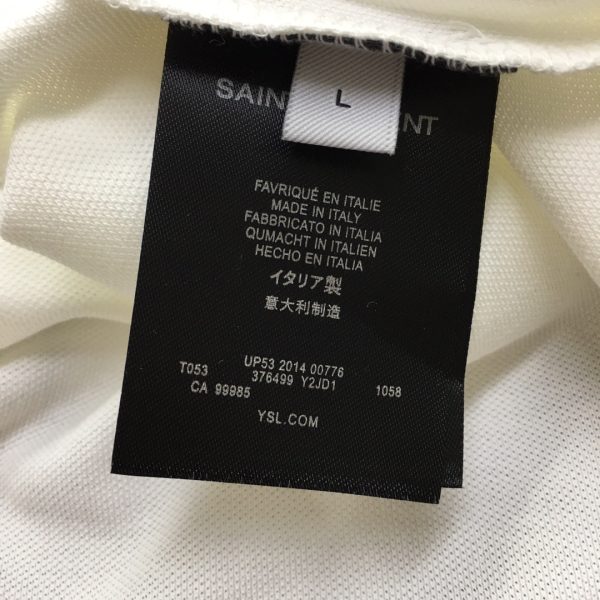 L
SAIN ENT
FAVRIQUÉ EN ITALIE
MADE IN ITALY
FABBRICATO IN ITALIA
QUMACHT IN ITALIEN
HECHO EN ITALIA
イタリア製
意大利制造
T053 UP53 2014 00776
CA 99985 376499 Y2JD1 1058
YSL.COM